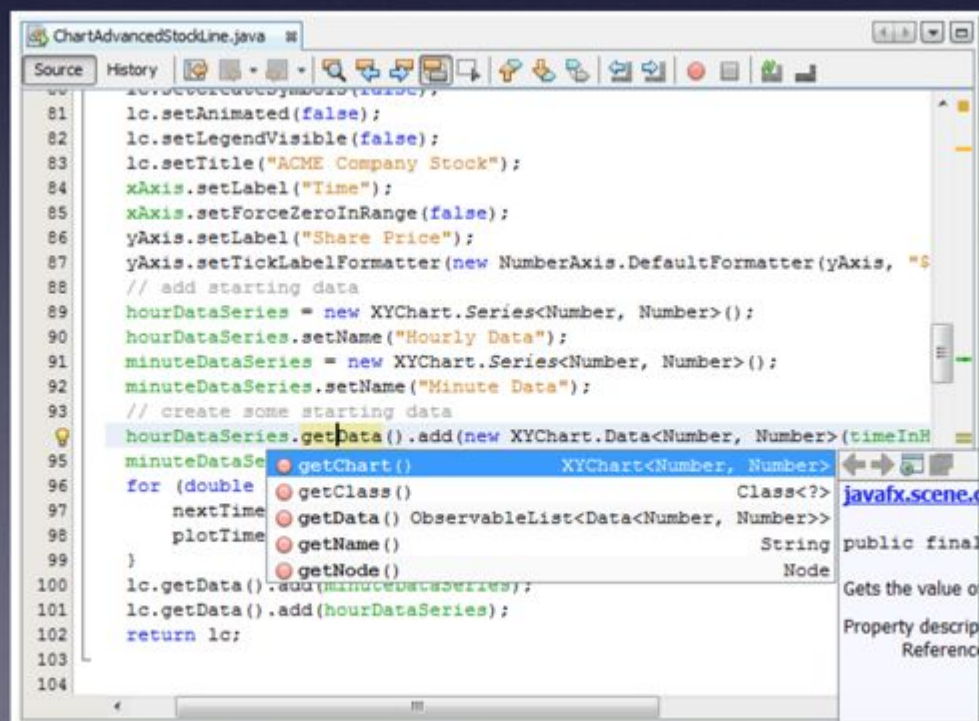 ChartAdvancedStockLine.java
Source History
lc.setCreateSymbols(false);
81 lc.setAnimated(false);
82 lc.setLegendVisible(false);
83 lc.setTitle("ACME Company Stock");
84 xAxis.setLabel("Time");
85 xAxis.setForceZeroInRange(false);
86 yAxis.setLabel("Share Price");
87 yAxis.setTickLabelFormatter(new NumberAxis.DefaultFormatter(yAxis, "$
88 // add starting data
89 hourDataSeries = new XYChart.Series<Number, Number>();
90 hourDataSeries.setName("Hourly Data");
91 minuteDataSeries = new XYChart.Series<Number, Number>();
92 minuteDataSeries.setName("Minute Data");
93 // create some starting data
hourDataSeries.getData().add(new XYChart.Data<Number, Number>(timeInH
95 minuteDataSe
96 for (double
97 nextTime
98 plotTime
99 }
100 lc.getData().add(minuteDataSeries);
101 lc.getData().add(hourDataSeries);
102 return lc;
103
104
getChart() XYChart<Number, Number>
getClass() Class<?>
getData() ObservableList<Data<Number, Number>>
getName() String
getNode() Node
javafx.scene.c
public final
Gets the value o
Property descrip
Reference